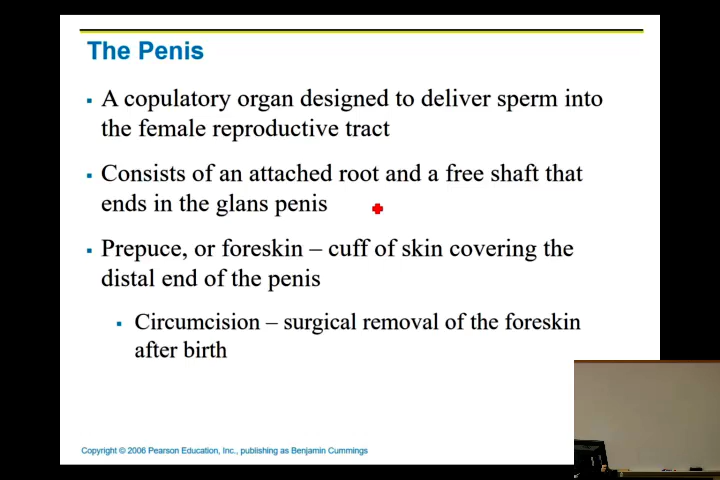 The Penis
▪ A copulatory organ designed to deliver sperm into
the female reproductive tract
▪ Consists of an attached root and a free shaft that
ends in the glans penis
▪ Prepuce, or foreskin – cuff of skin covering the
distal end of the penis
▪ Circumcision – surgical removal of the foreskin
after birth
Copyright © 2006 Pearson Education, Inc., publishing as Benjamin Cummings